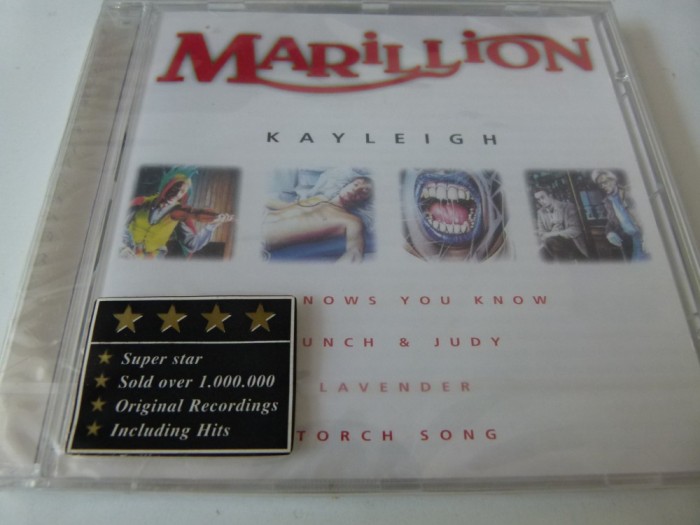 MARILLION
KAYLEIGH
NOWS YOU KNOW
UNCH & JUDY
LAVENDER
TORCH SONG
Super star
Sold over 1.000.000
Original Recordings
Including Hits